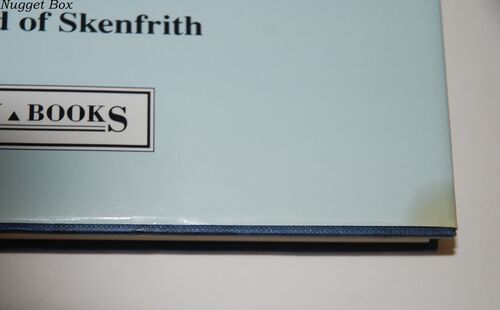 Nugget Box
d of Skenfrith
▲ BOOKS